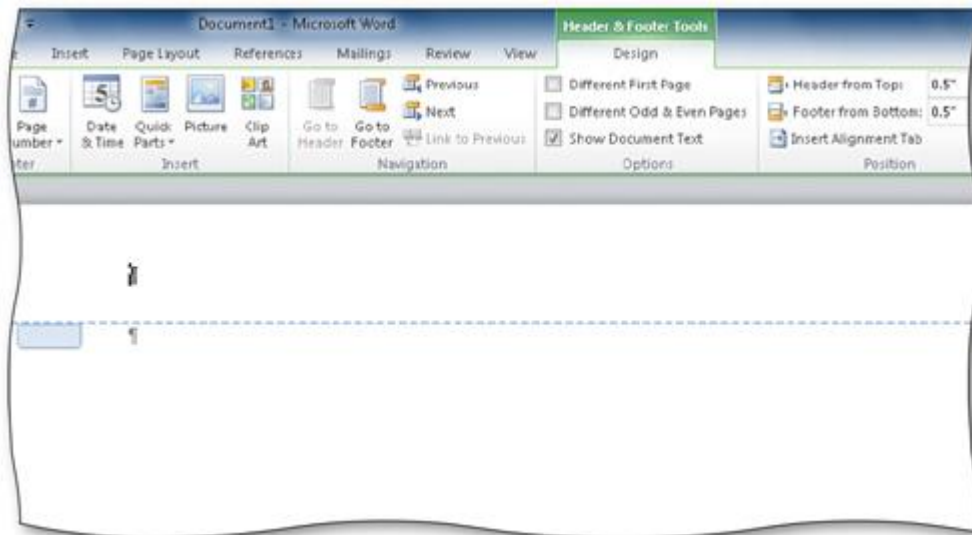 Document1 - Microsoft Word
Header & Footer Tools
Insert Page Layout References Mailings Review View Design
Page
umber
Date
& Time
Quick
Parts
Picture
Clip
Art
Go to
Header
Go to
Footer
Previous
Next
Link to Previous
Different First Page
Different Odd & Even Pages
Show Document Text
Header from Top: 0.5"
Footer from Bottom: 0.5"
Insert Alignment Tab
ter Insert Navigation Options Position
¶
¶